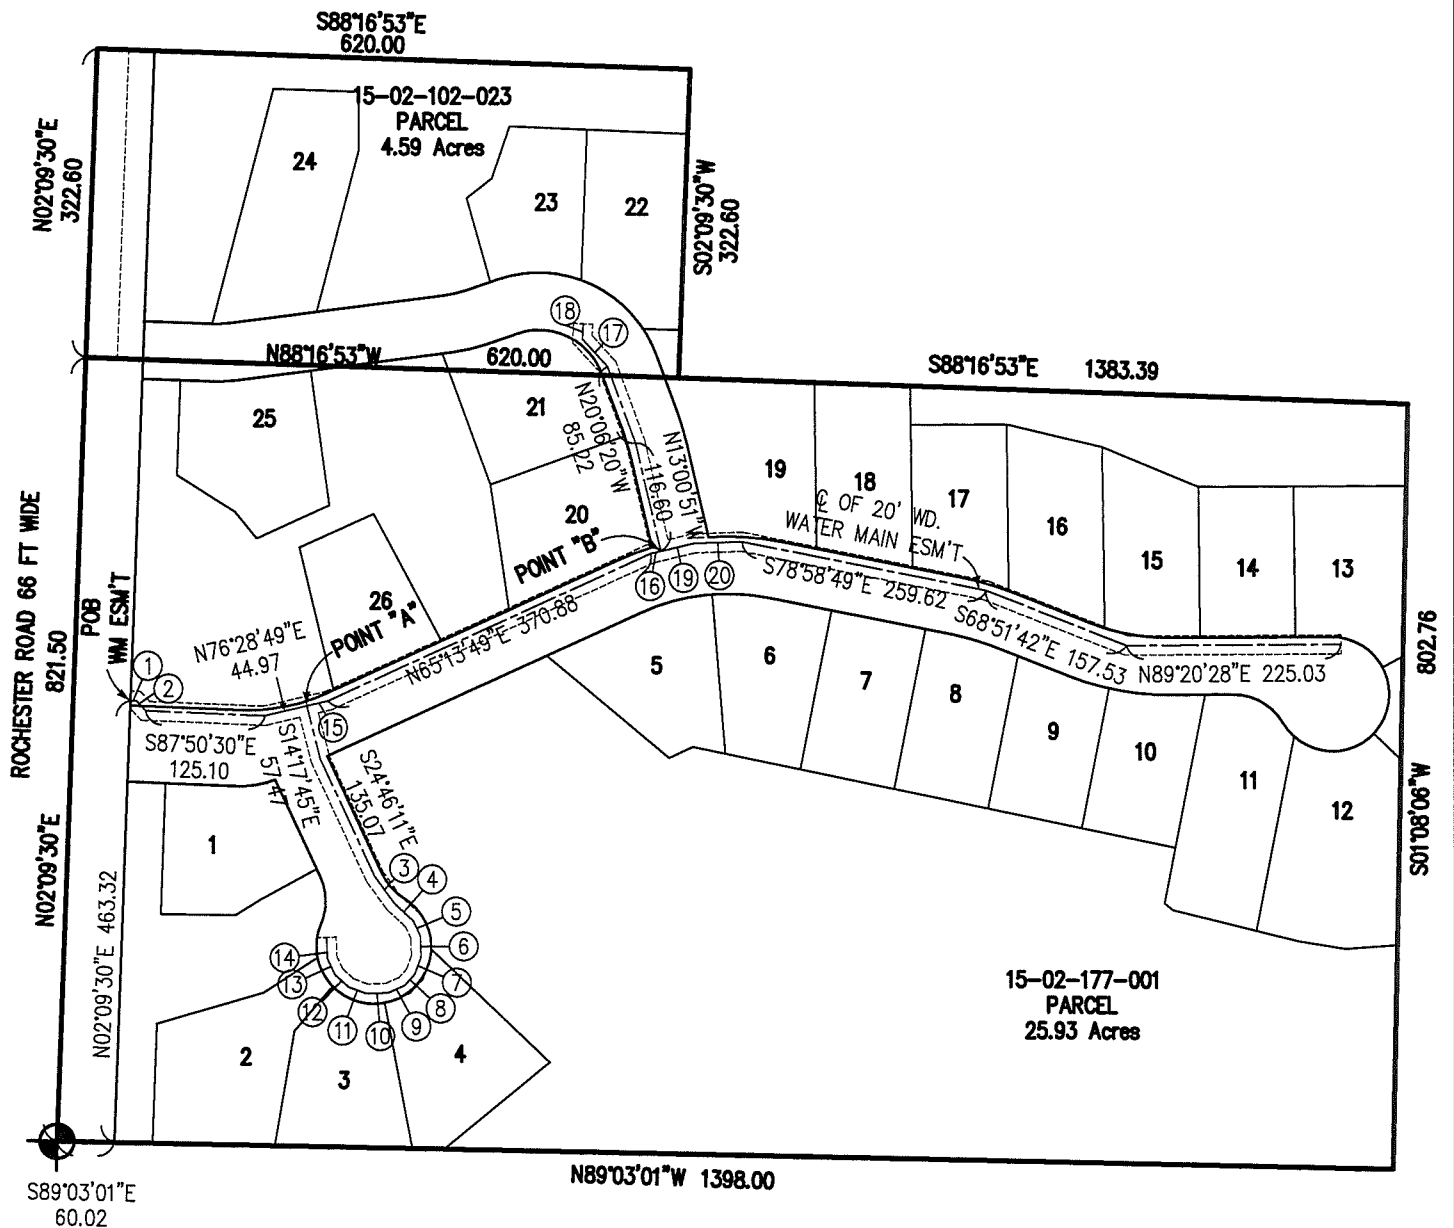 S88°16'53"E
620.00
15-02-102-023
PARCEL
4.59 Acres
N02°09'30"E
322.60
24
23
22
S02°09'30"W
322.60
18
17
N88°16'53"W 620.00
S88°16'53"E 1383.39
25
21
N20°06'20"W
85.22
N13°00'51"W
116.60
19
18
17
16
15
14
13
℄ OF 20' WD.
WATER MAIN ESM'T
20
POINT "B"
16
19
20
S78°58'49"E 259.62
S68°51'42"E 157.53
N89°20'28"E 225.03
ROCHESTER ROAD 66 FT WIDE
821.50
N02°09'30"E
POB
WM ESM'T
1
2
N76°28'49"E
44.97
26
POINT "A"
N65°13'49"E 370.88
15
S87°50'30"E
125.10
S14°17'45"E
57.47
S24°46'11"E
135.07
5
6
7
8
9
10
11
12
802.76
S01°08'06"W
1
3
4
5
6
7
8
9
10
11
12
13
14
N02°09'30"E 463.32
2
3
4
15-02-177-001
PARCEL
25.93 Acres
N89°03'01"W 1398.00
S89°03'01"E
60.02